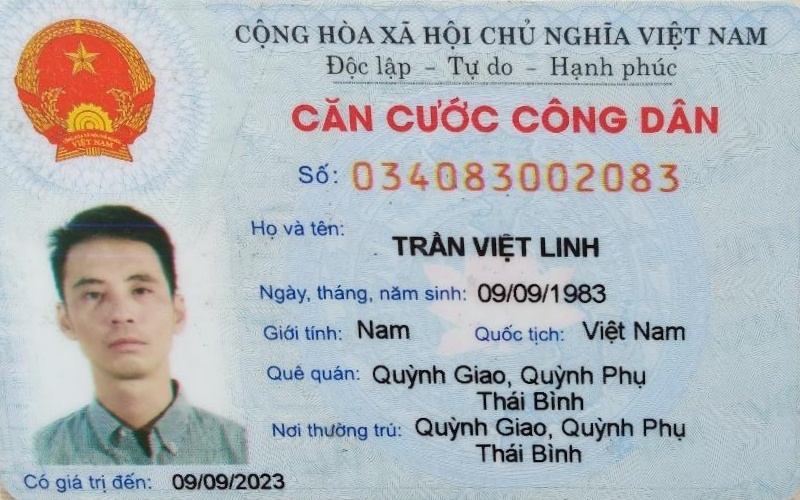 CỘNG HÒA XÃ HỘI CHỦ NGHĨA VIỆT NAM
Độc lập - Tự do - Hạnh phúc
CĂN CƯỚC CÔNG DÂN
Số: 034083002083
Họ và tên: TRẦN VIỆT LINH
Ngày, tháng, năm sinh: 09/09/1983
Giới tính: Nam Quốc tịch: Việt Nam
Quê quán: Quỳnh Giao, Quỳnh Phụ
Thái Bình
Nơi thường trú: Quỳnh Giao, Quỳnh Phụ
Thái Bình
Có giá trị đến: 09/09/2023
VIỆT NAM